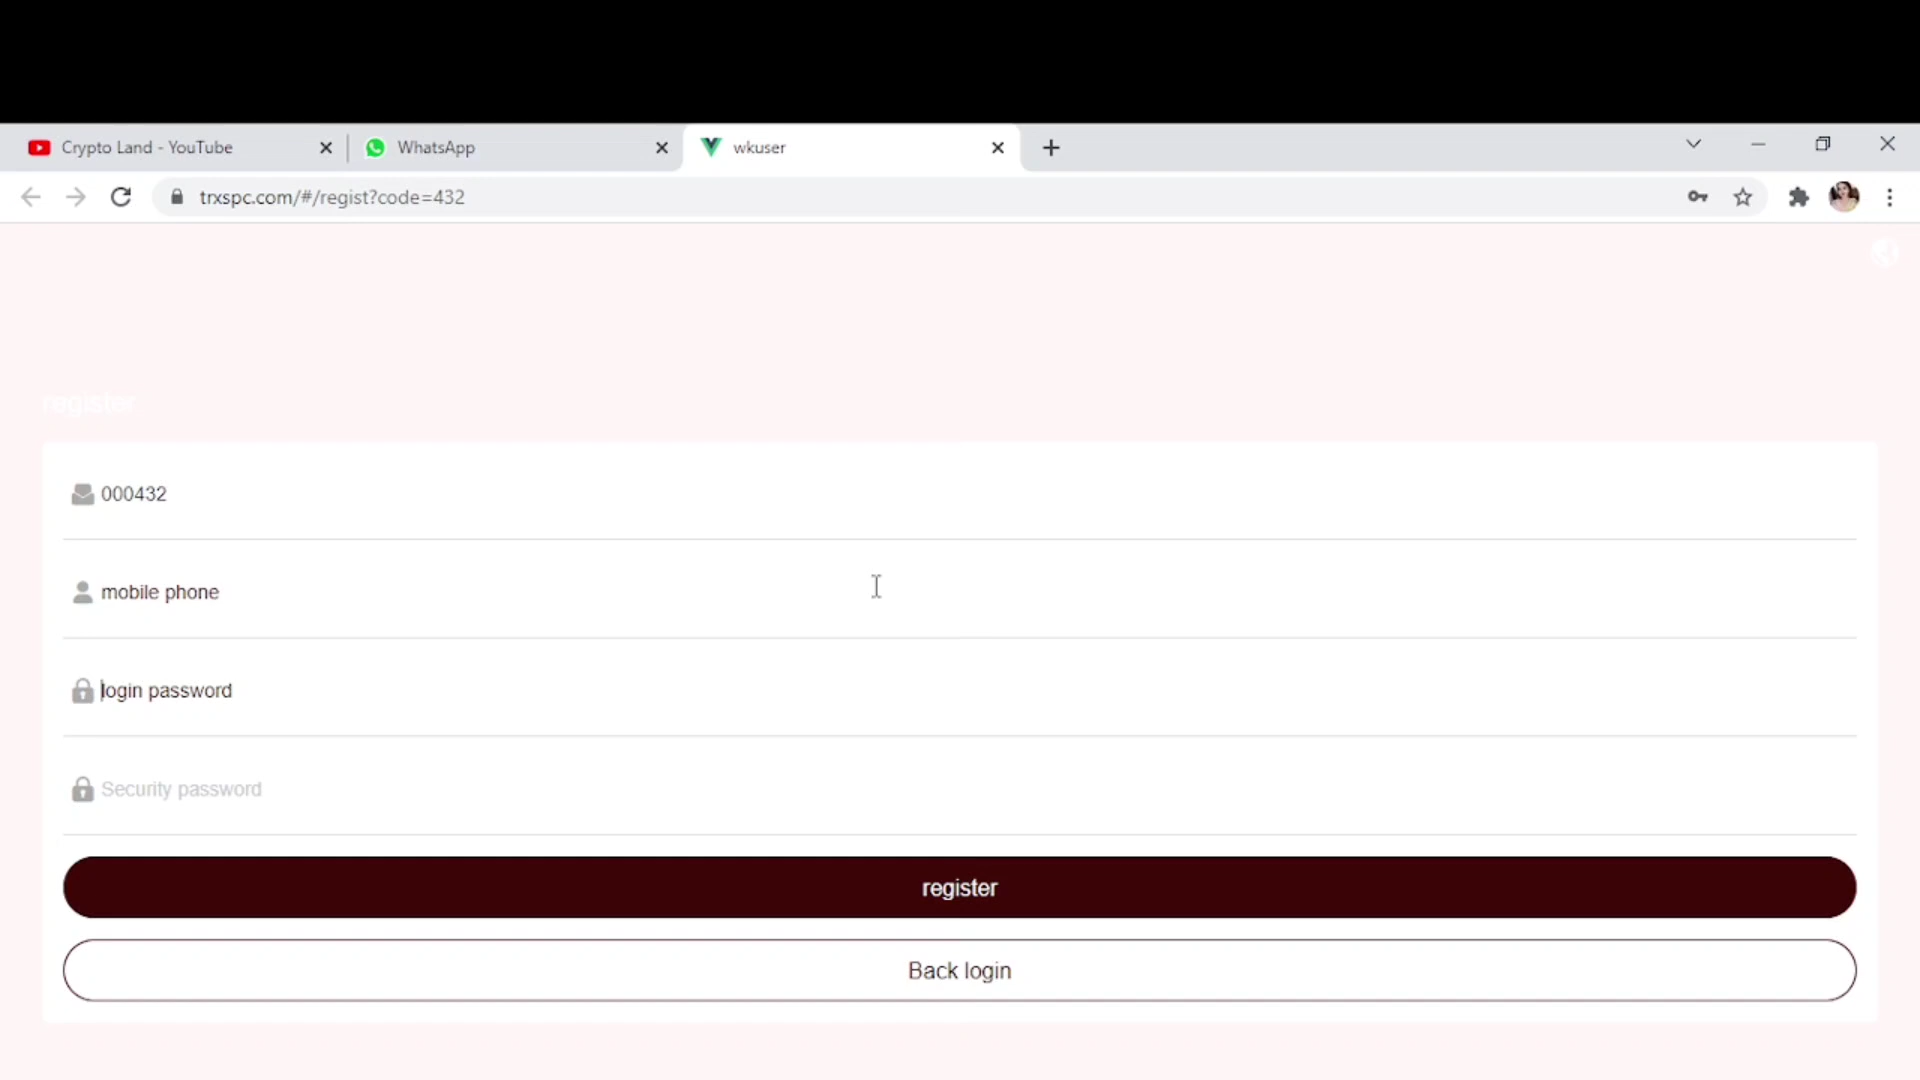 Crypto Land - YouTube
WhatsApp
wkuser
trxspc.com/#/regist?code=432
register
000432
mobile phone
login password
Security password
register
Back login